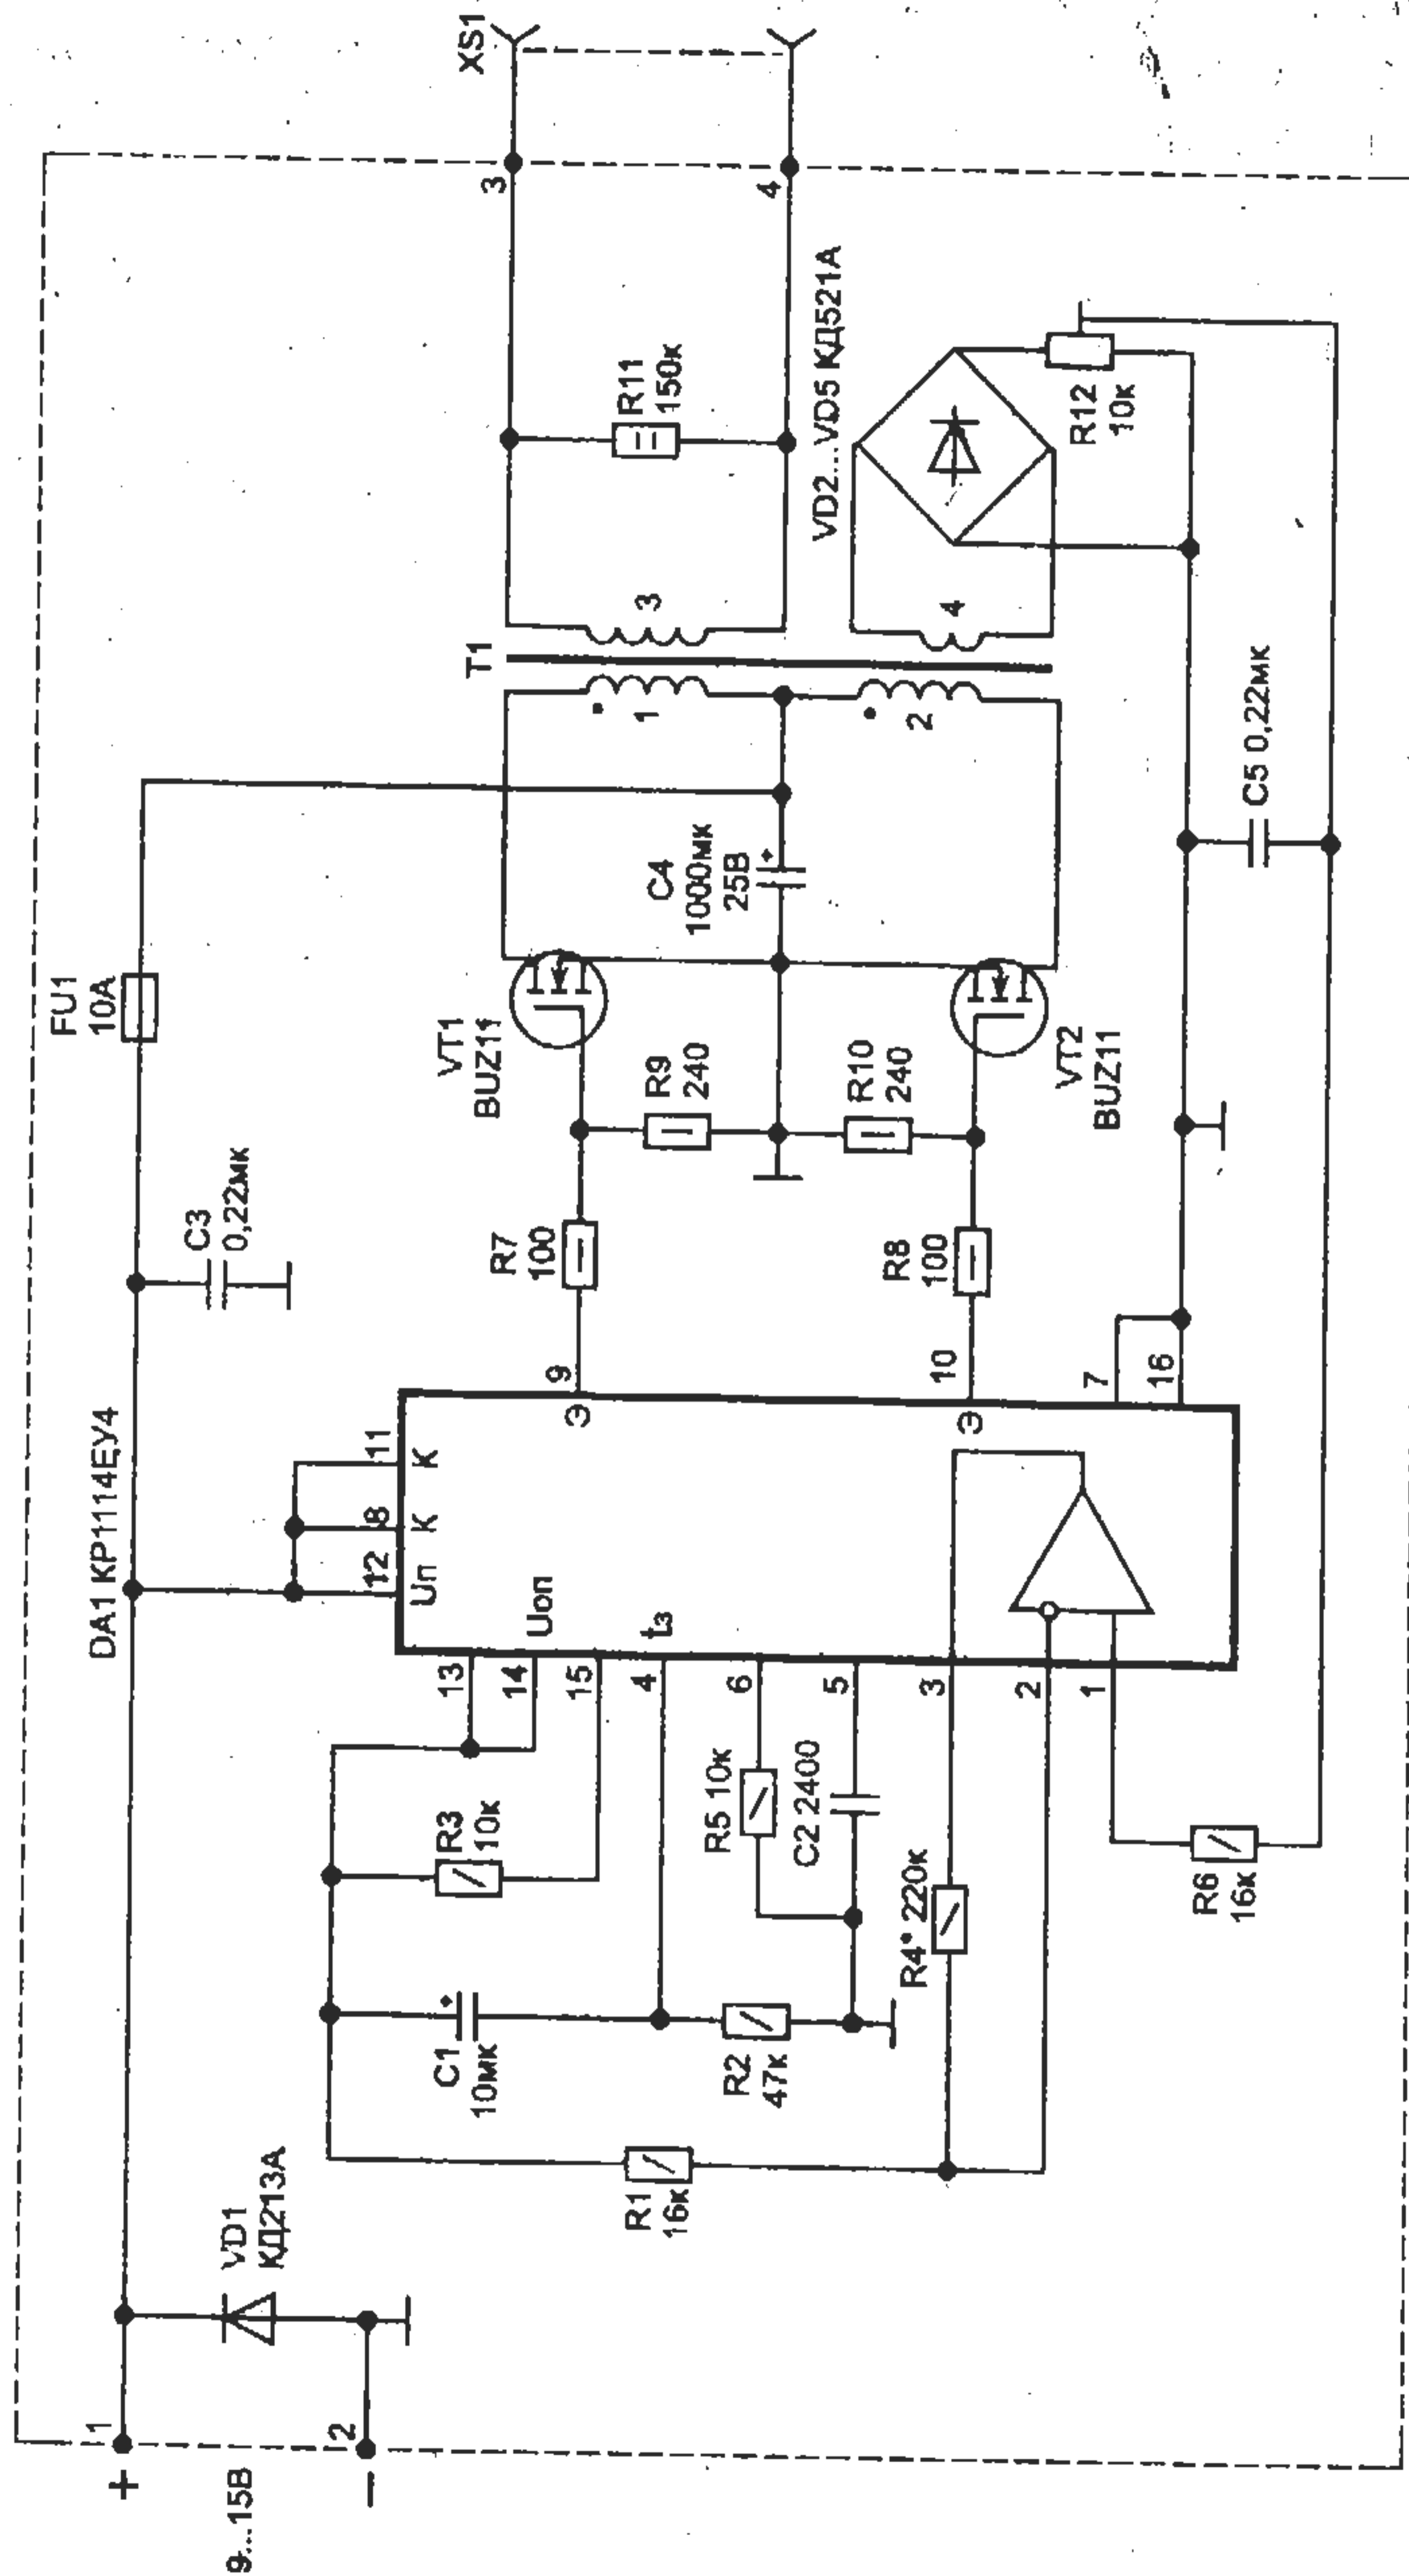 + 1
9...15В
– 2
VD1
КД213А
R1
16к
C1
10мк
R2
47к
R3
10к
R5 10к
C2 2400
R4* 220к
R6
16к
DA1 КР1114ЕУ4
13
14
15
4
6
5
3
2
1
12
8
11
Uп
К
К
Uоп
tз
9
Э
10
Э
7
16
C3
0,22мк
FU1
10А
R7
100
R8
100
R9
240
R10
240
VT1
BUZ11
VT2
BUZ11
C4
1000мк
25В
+
C5 0,22мк
T1
1
2
3
4
R11
150к
VD2...VD5 КД521А
R12
10к
3
4
XS1